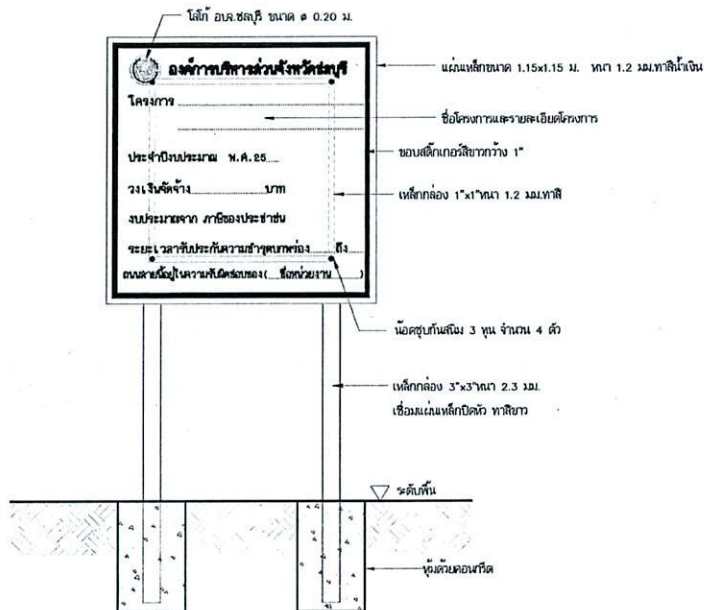 โลโก้ อบจ.ชลบุรี ขนาด ø 0.20 ม.
องค์การบริหารส่วนจังหวัดชลบุรี
แผ่นเหล็กขนาด 1.15x1.15 ม. หนา 1.2 มม.ทาสีน้ำเงิน
โครงการ
ชื่อโครงการและรายละเอียดโครงการ
ขอบสติ๊กเกอร์สีขาวกว้าง 1"
ประจำปีงบประมาณ พ.ศ.25....
วงเงินจัดจ้าง....................บาท
เหล็กกล่อง 1"x1"หนา 1.2 มม.ทาสี
งบประมาณจาก ภาษีของประชาชน
ระยะเวลารับประกันความชำรุดบกพร่อง........ถึง......
ถนนสายนี้อยู่ในความรับผิดชอบของ(....ชื่อหน่วยงาน........)
น๊อตชุบกันสนิม 3 หุน จำนวน 4 ตัว
เหล็กกล่อง 3"x3"หนา 2.3 มม.
เชื่อมแผ่นเหล็กปิดหัว ทาสีขาว
ระดับพื้น
หุ้มด้วยคอนกรีต